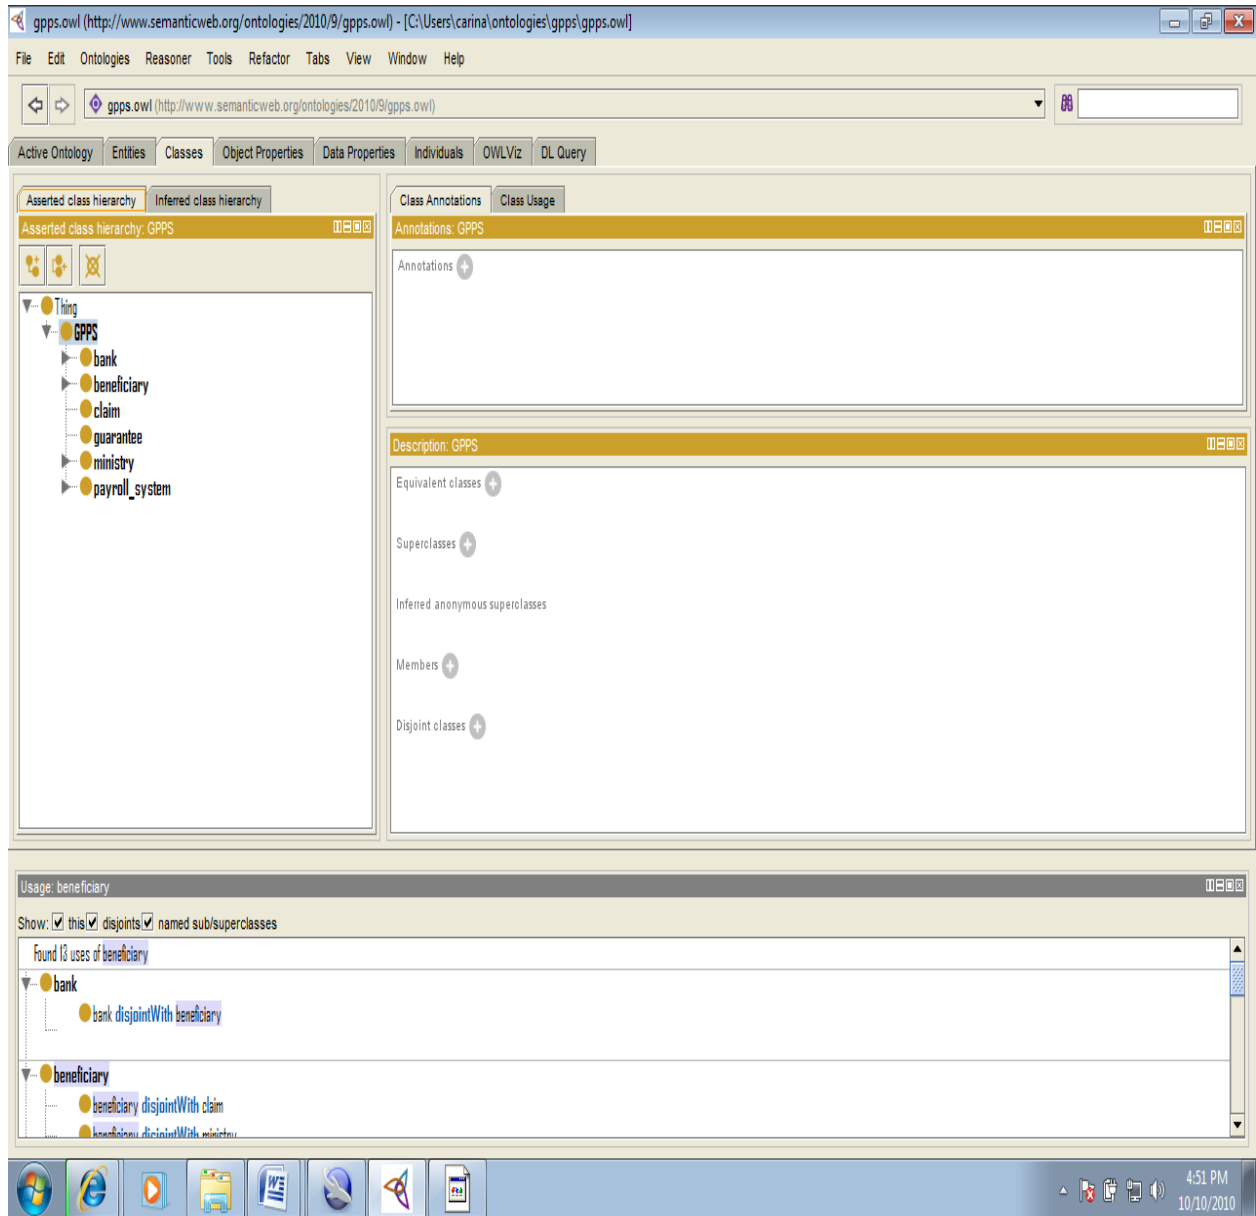 gpps.owl (http://www.semanticweb.org/ontologies/2010/9/gpps.owl) - [C:\Users\carina\ontologies\gpps\gpps.owl]
File Edit Ontologies Reasoner Tools Refactor Tabs View Window Help
gpps.owl (http://www.semanticweb.org/ontologies/2010/9/gpps.owl)
Active Ontology Entities Classes Object Properties Data Properties Individuals OWLViz DL Query
Asserted class hierarchy Inferred class hierarchy
Asserted class hierarchy: GPPS
Thing
GPPS
bank
beneficiary
claim
guarantee
ministry
payroll_system
Class Annotations Class Usage
Annotations: GPPS
Annotations
Description: GPPS
Equivalent classes
Superclasses
Inferred anonymous superclasses
Members
Disjoint classes
Usage: beneficiary
Show: this disjoints named sub/superclasses
Found 13 uses of beneficiary
bank
bank disjointWith beneficiary
beneficiary
beneficiary disjointWith claim
beneficiary disjointWith ministry
4:51 PM
10/10/2010